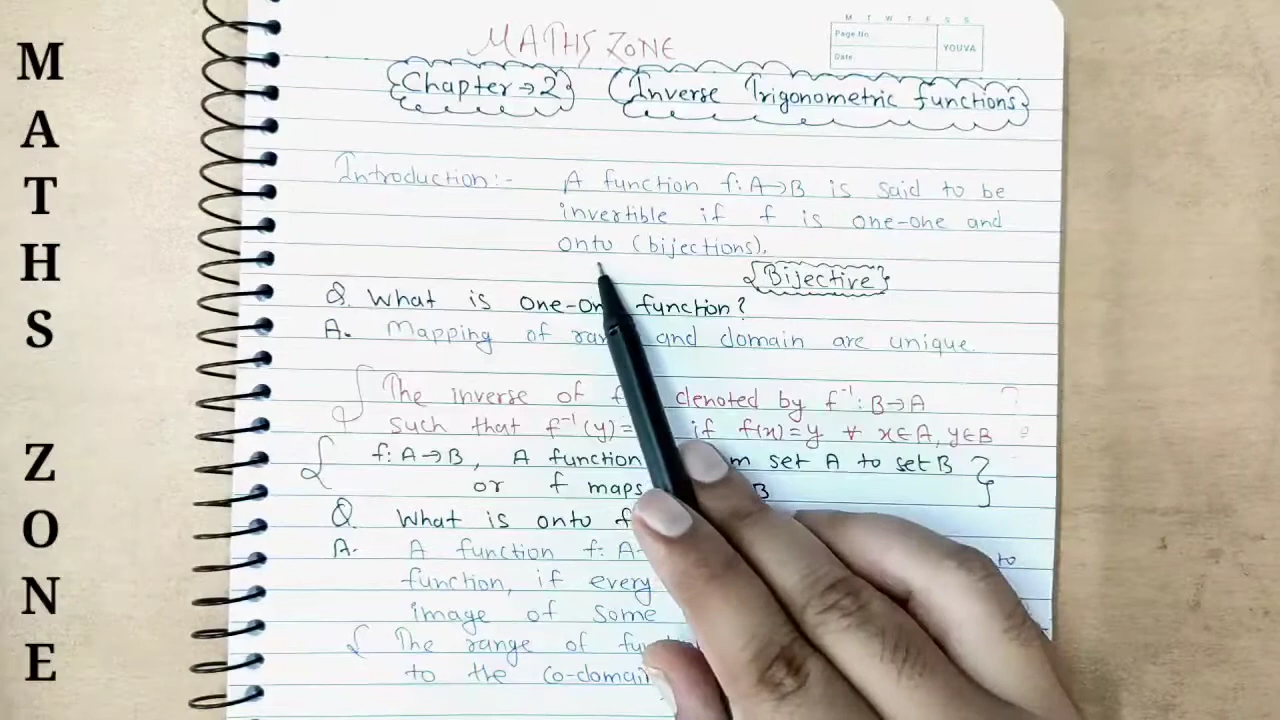 MATHS ZONE
MATHS ZONE
M T W T F S S
Page No
Date
YOUVA
Chapter → 2 Inverse Trigonometric functions
Introduction:- A function f: A→B is said to be
invertible if f is one-one and
onto (bijections).
{Bijective}
Q. What is one-on function?
A. Mapping of and domain are unique.
The inverse of f denoted by f⁻¹: B→A
such that f⁻¹(y)= if f(x)=y ∀ x∈A, y∈B
{ f: A→B, A function m set A to set B }
or f maps B
Q What is onto f
A. A function f: A- to
function, if every
image of some
{ The range of fu
to the co-domai